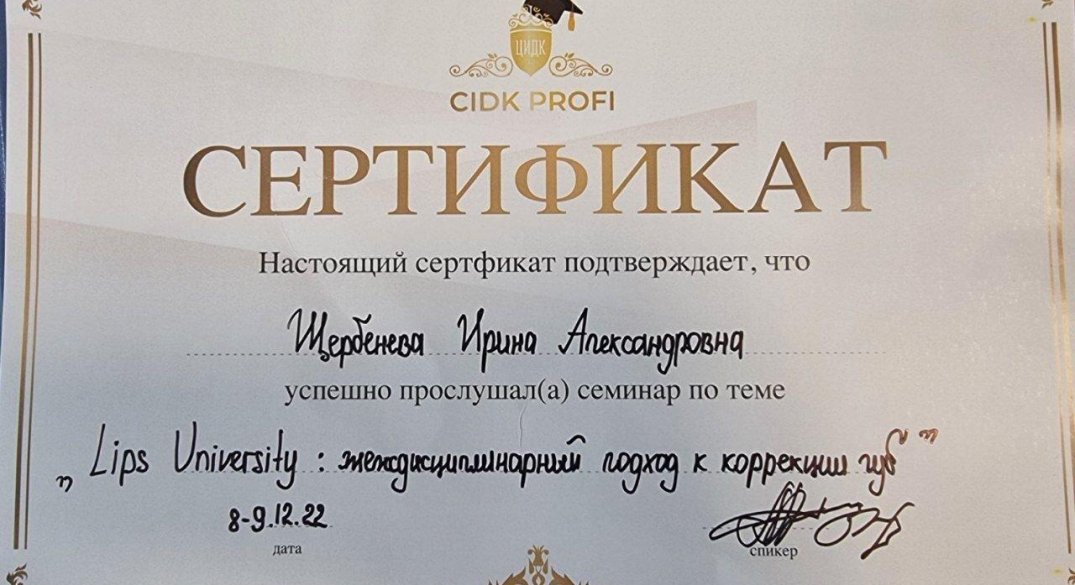 ЦИДК
CIDK PROFI
СЕРТИФИКАТ
Настоящий сертфикат подтверждает, что
Щербенева Ирина Александровна
успешно прослушал(а) семинар по теме
„Lips University : междисциплинарный подход к коррекции губ"
8-9.12.22
дата
спикер